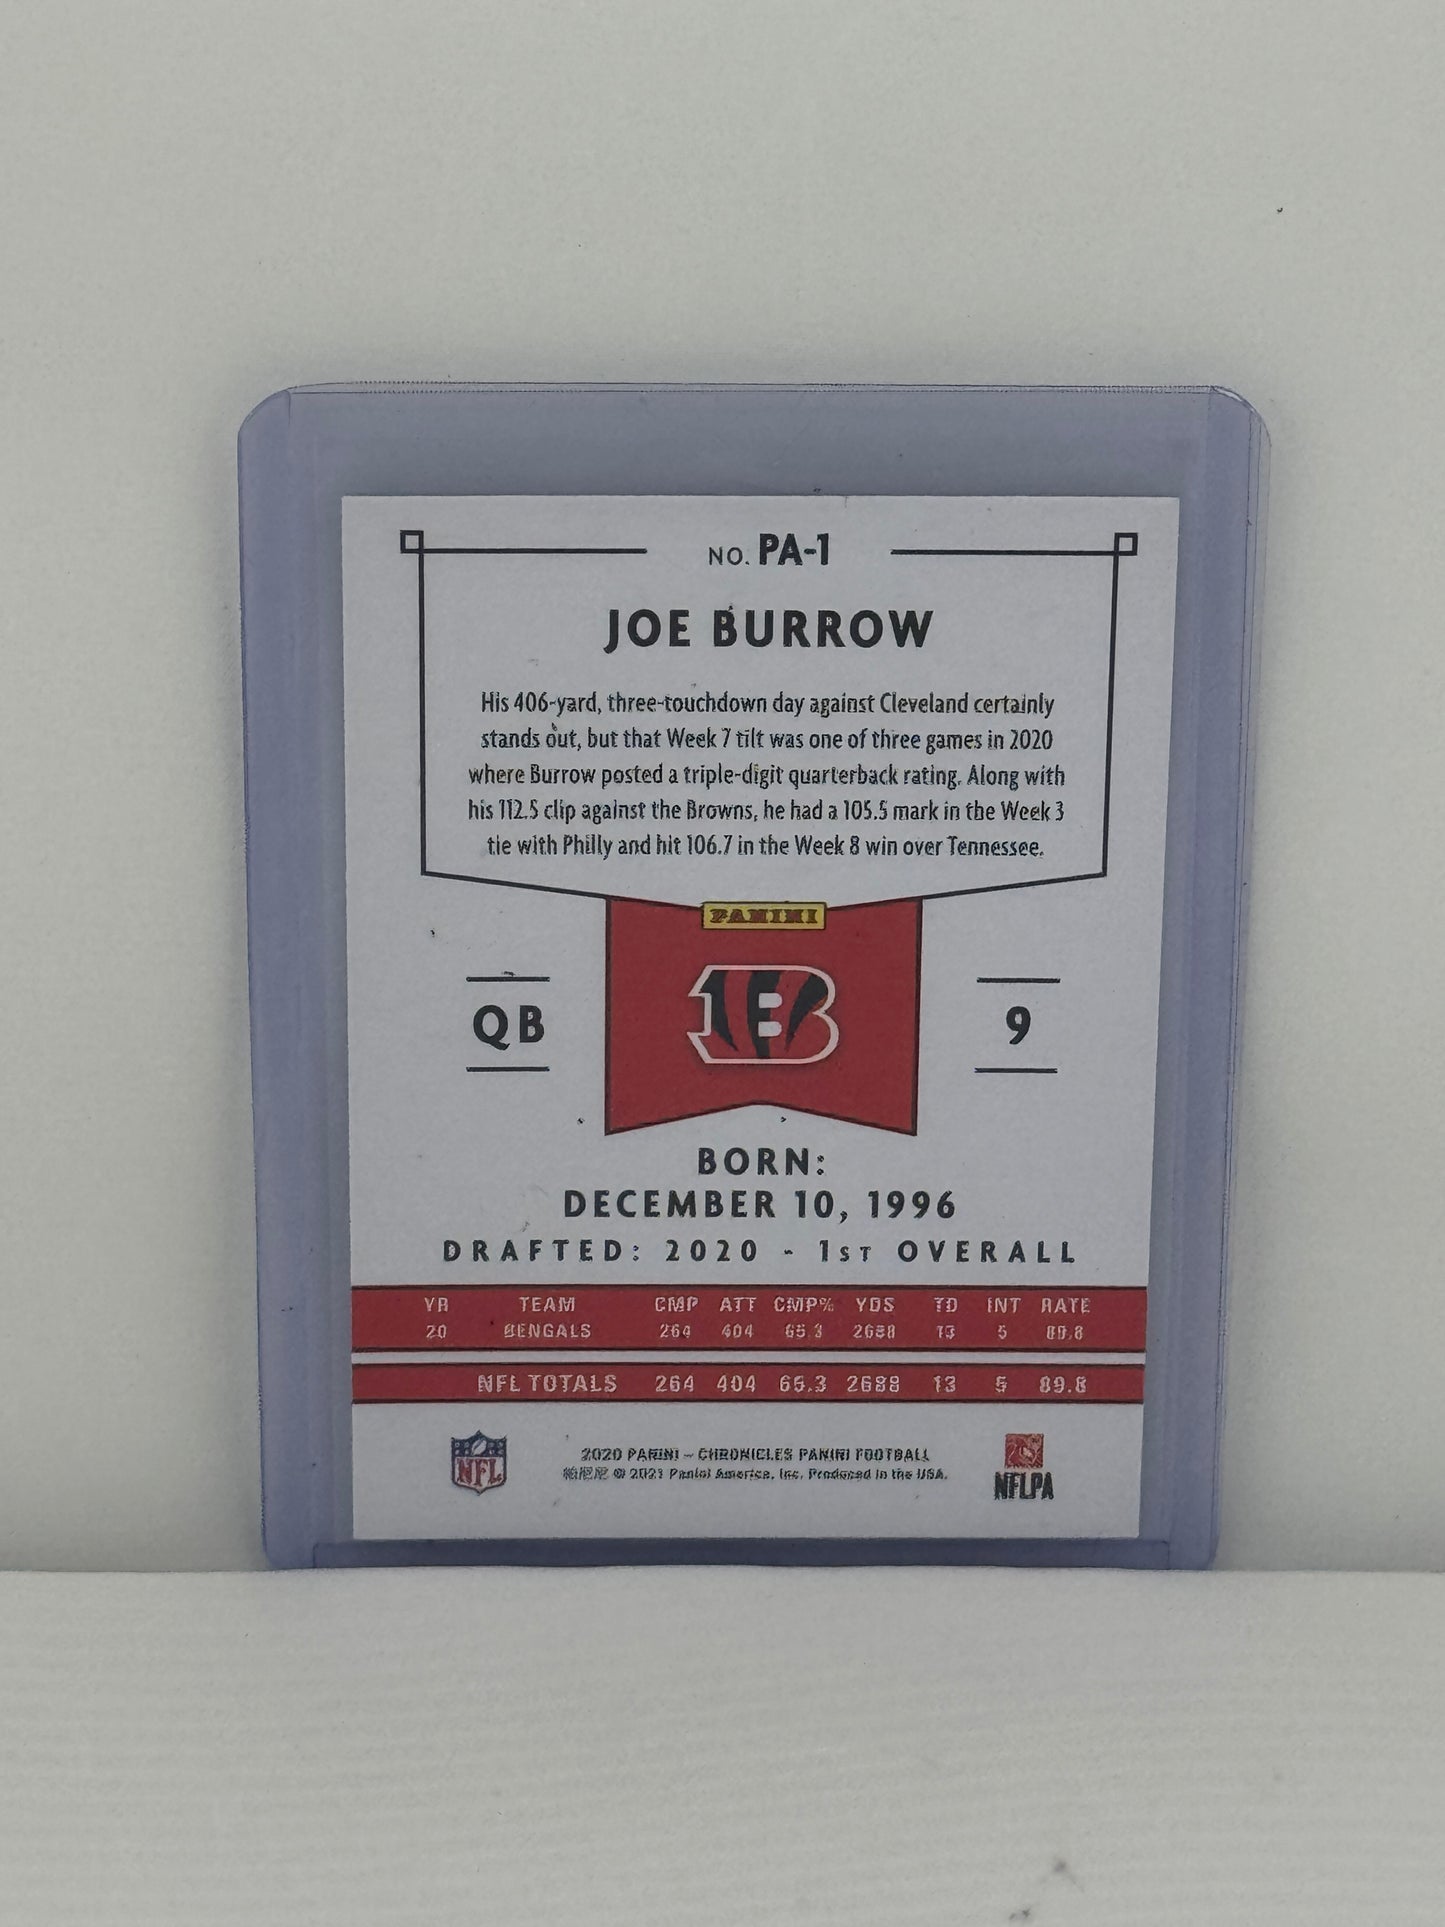 NO. PA-1
JOE BURROW
His 406-yard, three-touchdown day against Cleveland certainly
stands out, but that Week 7 tilt was one of three games in 2020
where Burrow posted a triple-digit quarterback rating. Along with
his 112.5 clip against the Browns, he had a 105.5 mark in the Week 3
tie with Philly and hit 106.7 in the Week 8 win over Tennessee.
PANINI
B
QB
9
BORN:
DECEMBER 10, 1996
DRAFTED: 2020 - 1ST OVERALL
YR TEAM CMP ATT CMP% YDS TD INT RATE
20 BENGALS 264 404 65.3 2688 13 5 89.8
NFL TOTALS 264 404 65.3 2688 13 5 89.8
NFL
2020 PANINI – CHRONICLES PANINI FOOTBALL
© 2021 Panini America, Inc. Produced in the USA.
NFLPA